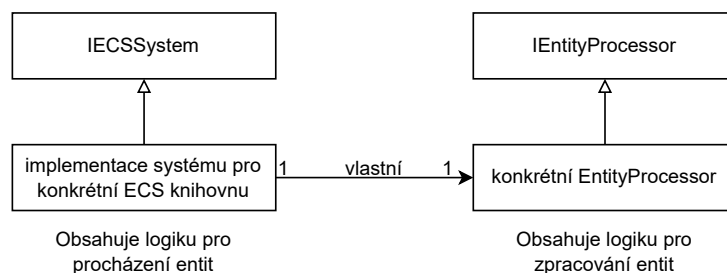 IECSSystem
IEntityProcessor
implementace systému pro
konkrétní ECS knihovnu
1
vlastní
1
konkrétní EntityProcessor
Obsahuje logiku pro
procházení entit
Obsahuje logiku pro
zpracování entit